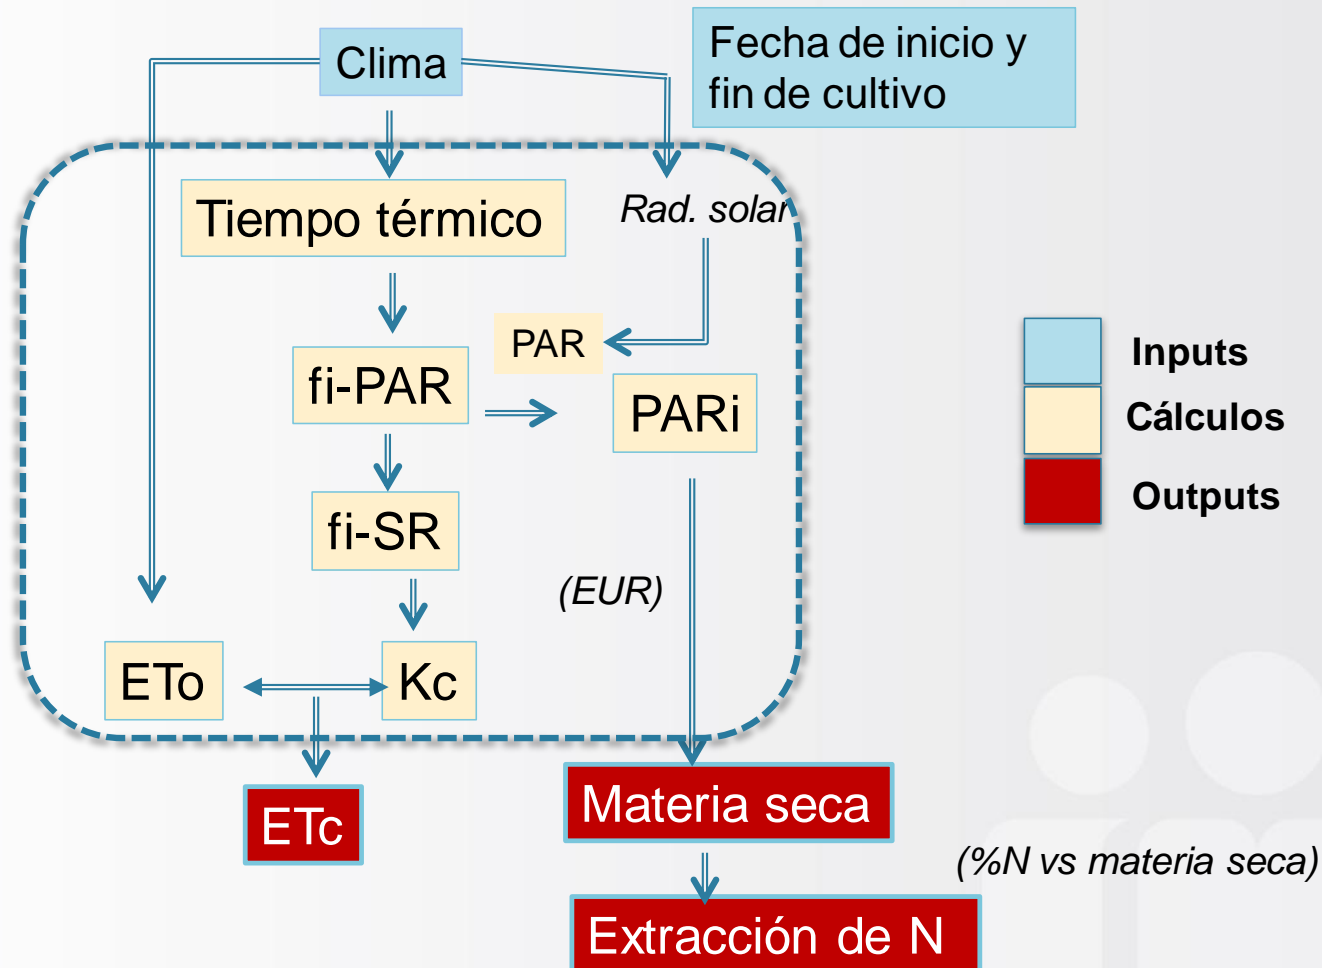 Clima
Fecha de inicio y
fin de cultivo
Tiempo térmico
Rad. solar
PAR
fi-PAR
PARi
Inputs
Cálculos
Outputs
fi-SR
(EUR)
ETo
Kc
ETc
Materia seca
(%N vs materia seca)
Extracción de N